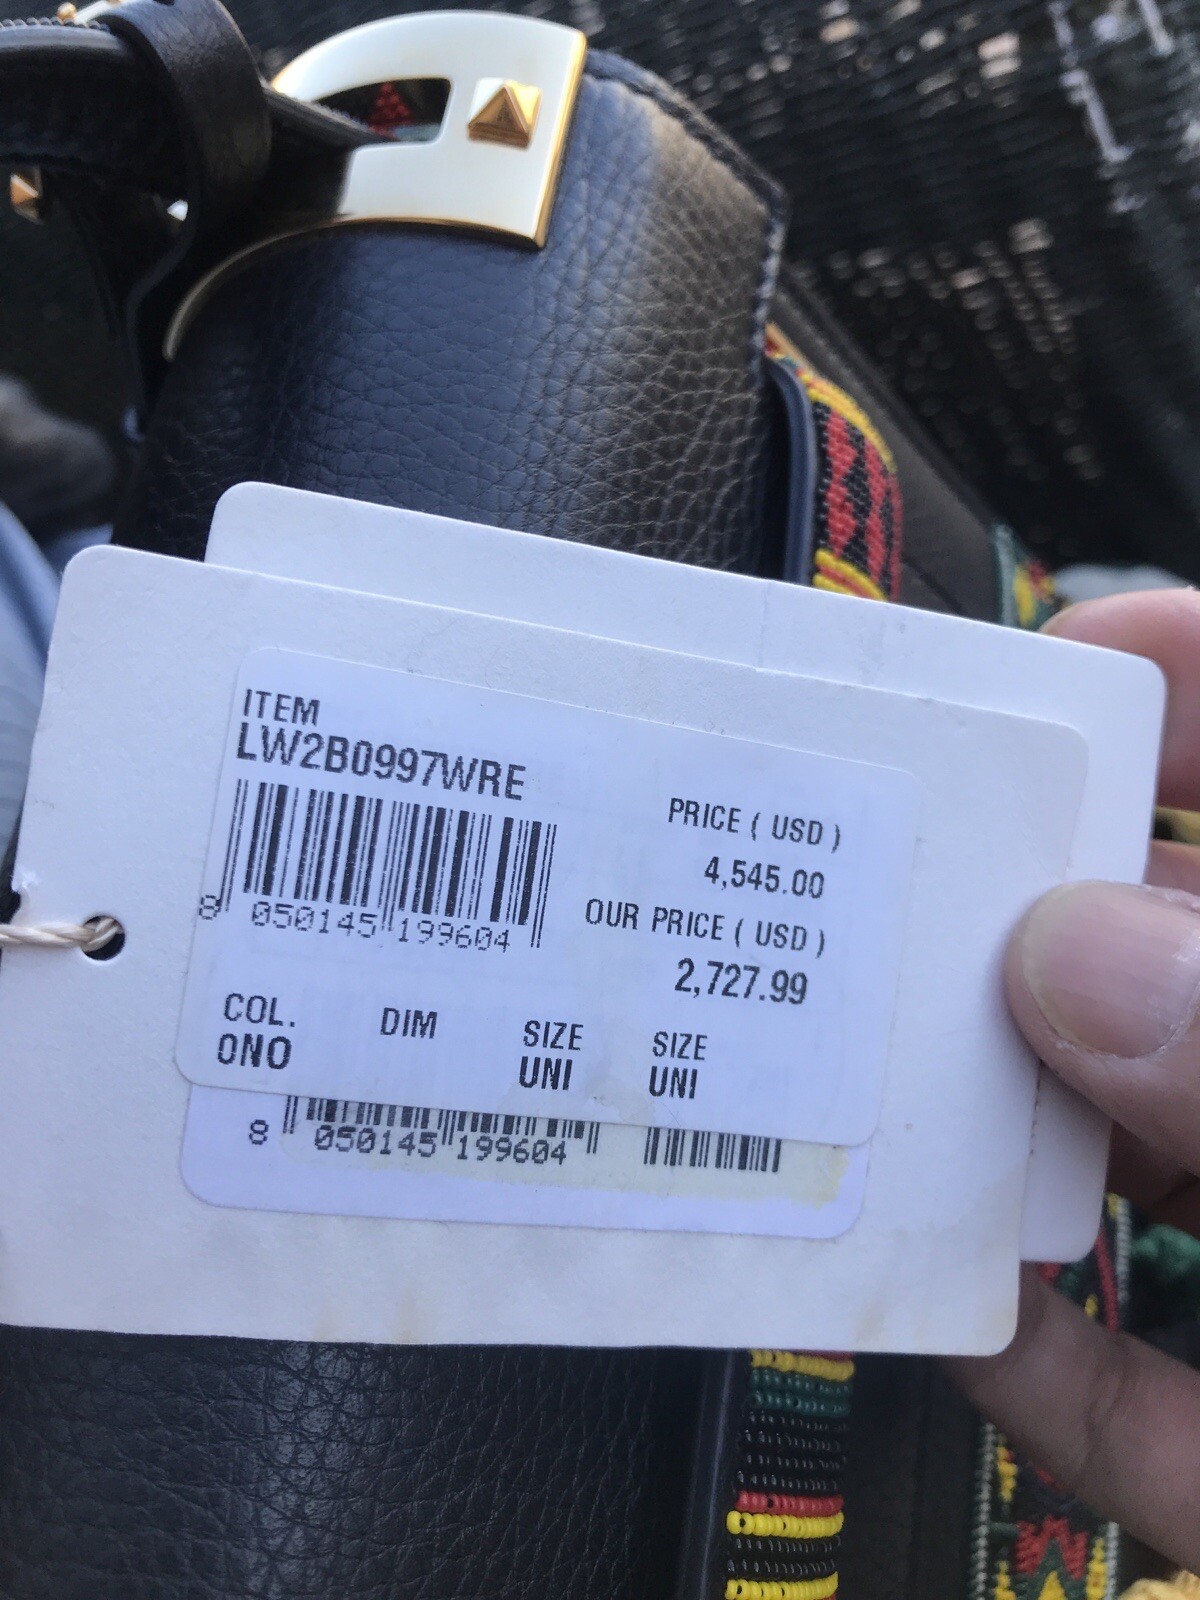 ITEM
LW2B0997WRE
PRICE ( USD )
4,545.00
8 050145 199604
OUR PRICE ( USD )
2,727.99
COL. DIM SIZE SIZE
0NO UNI UNI
8 050145 199604